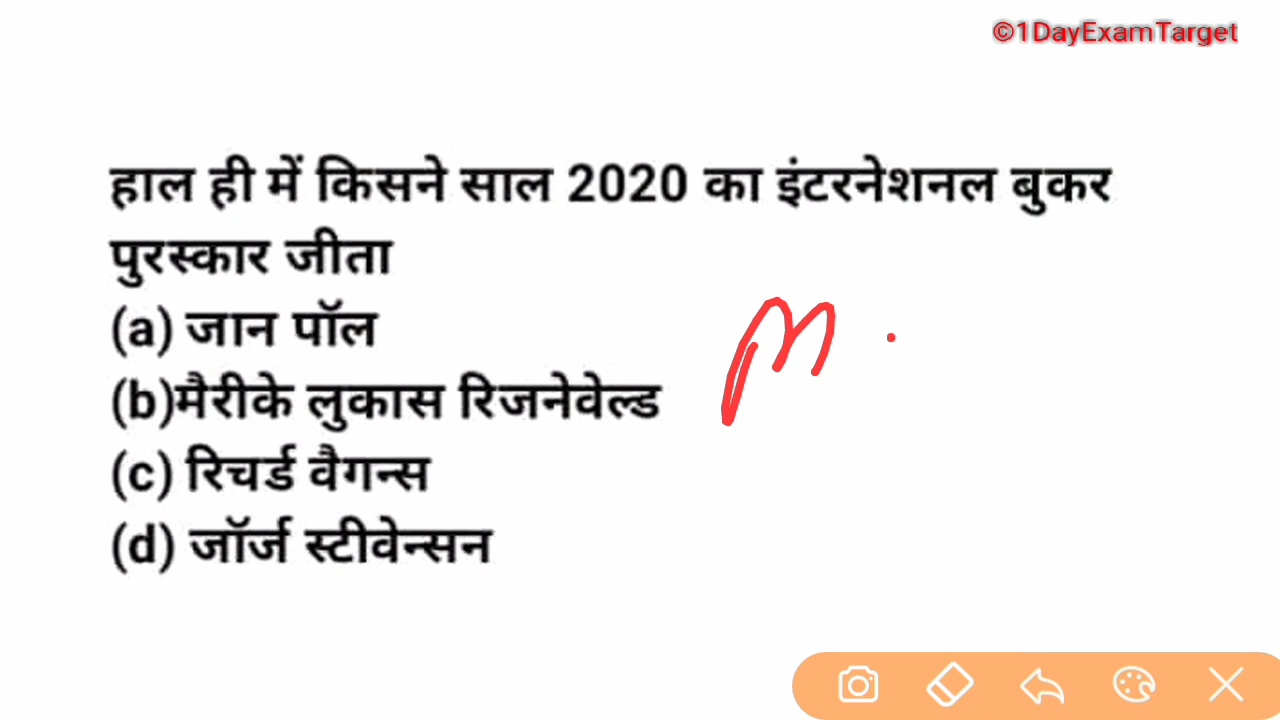 ©1DayExamTarget
हाल ही में किसने साल 2020 का इंटरनेशनल बुकर
पुरस्कार जीता
(a) जान पॉल
(b)मैरीके लुकास रिजनेवेल्ड
(c) रिचर्ड वैगन्स
(d) जॉर्ज स्टीवेन्सन